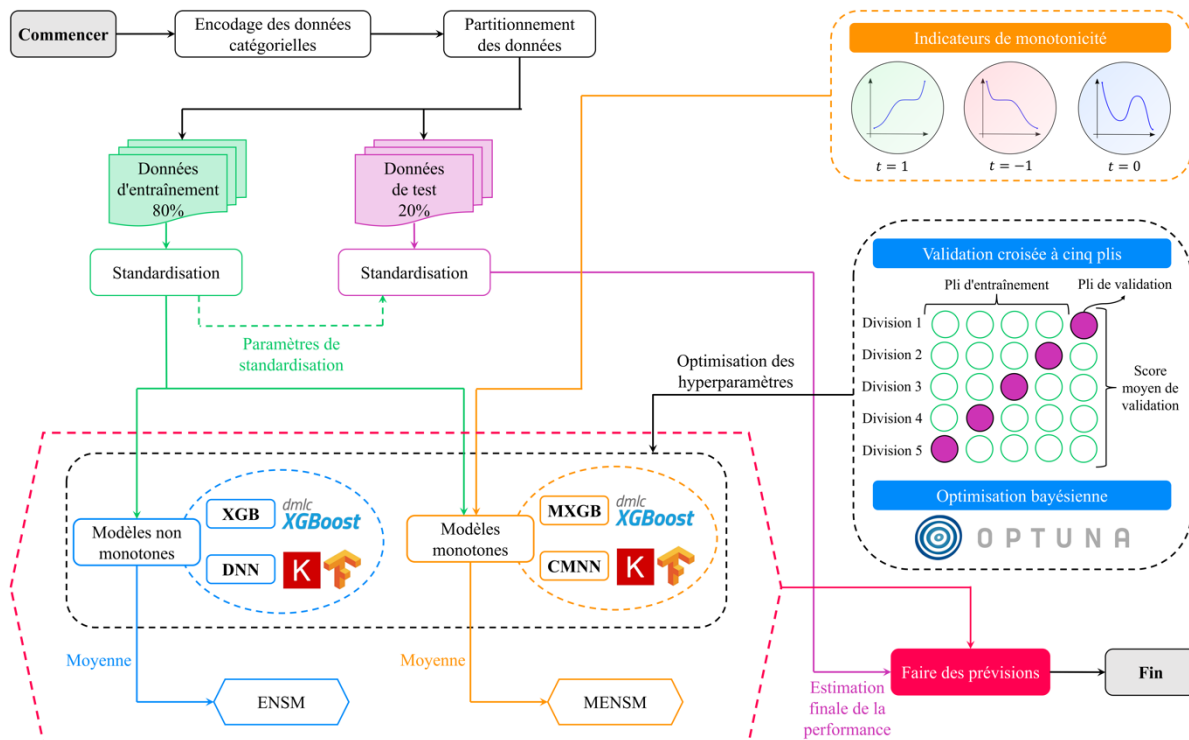 Commencer
Encodage des données
catégorielles
Partitionnement
des données
Indicateurs de monotonicité
t = 1
t = −1
t = 0
Données
d'entraînement
80%
Données
de test
20%
Standardisation
Standardisation
Paramètres de
standardisation
Validation croisée à cinq plis
Pli d'entraînement
Pli de validation
Division 1
Division 2
Division 3
Division 4
Division 5
Score
moyen de
validation
Optimisation bayésienne
OPTUNA
Optimisation des
hyperparamètres
Modèles non
monotones
XGB
dmlc
XGBoost
DNN
K
Modèles
monotones
MXGB
dmlc
XGBoost
CMNN
K
Moyenne
Moyenne
ENSM
MENSM
Estimation
finale de la
performance
Faire des prévisions
Fin